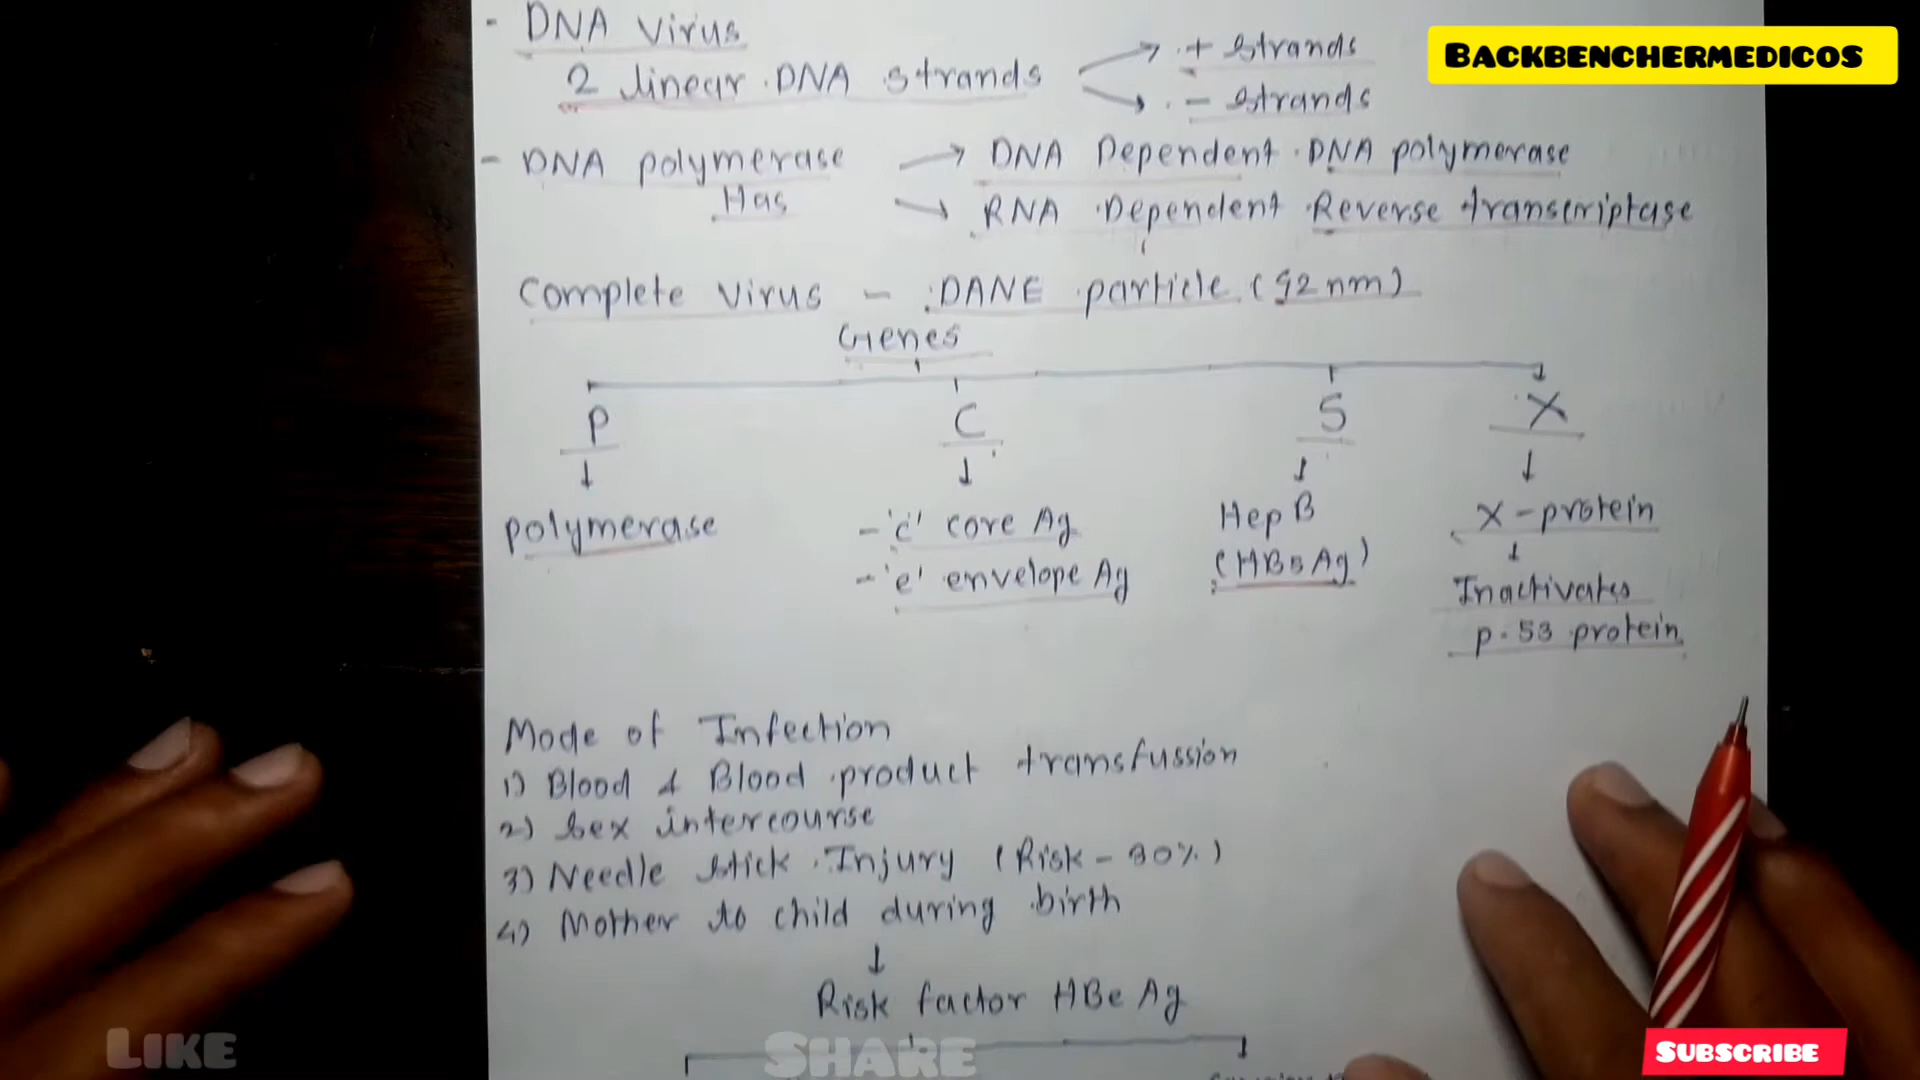 - DNA Virus
2 linear DNA strands → + strands
→ - strands
BACKBENCHERMEDICOS
- DNA polymerase Has → DNA Dependent DNA polymerase
→ RNA Dependent Reverse transcriptase
Complete Virus - DANE particle (42nm)
Genes
P C S X
↓ ↓ ↓ ↓
polymerase
- 'c' core Ag
- 'e' envelope Ag
Hep B
(HBsAg)
X-protein
↓
Inactivates
p-53 protein
Mode of Infection
1) Blood & Blood product transfussion
2) Sex intercourse
3) Needle stick Injury (Risk - 30%)
4) Mother to child during birth
↓
Risk factor HBe Ag
LIKE
SHARE
SUBSCRIBE